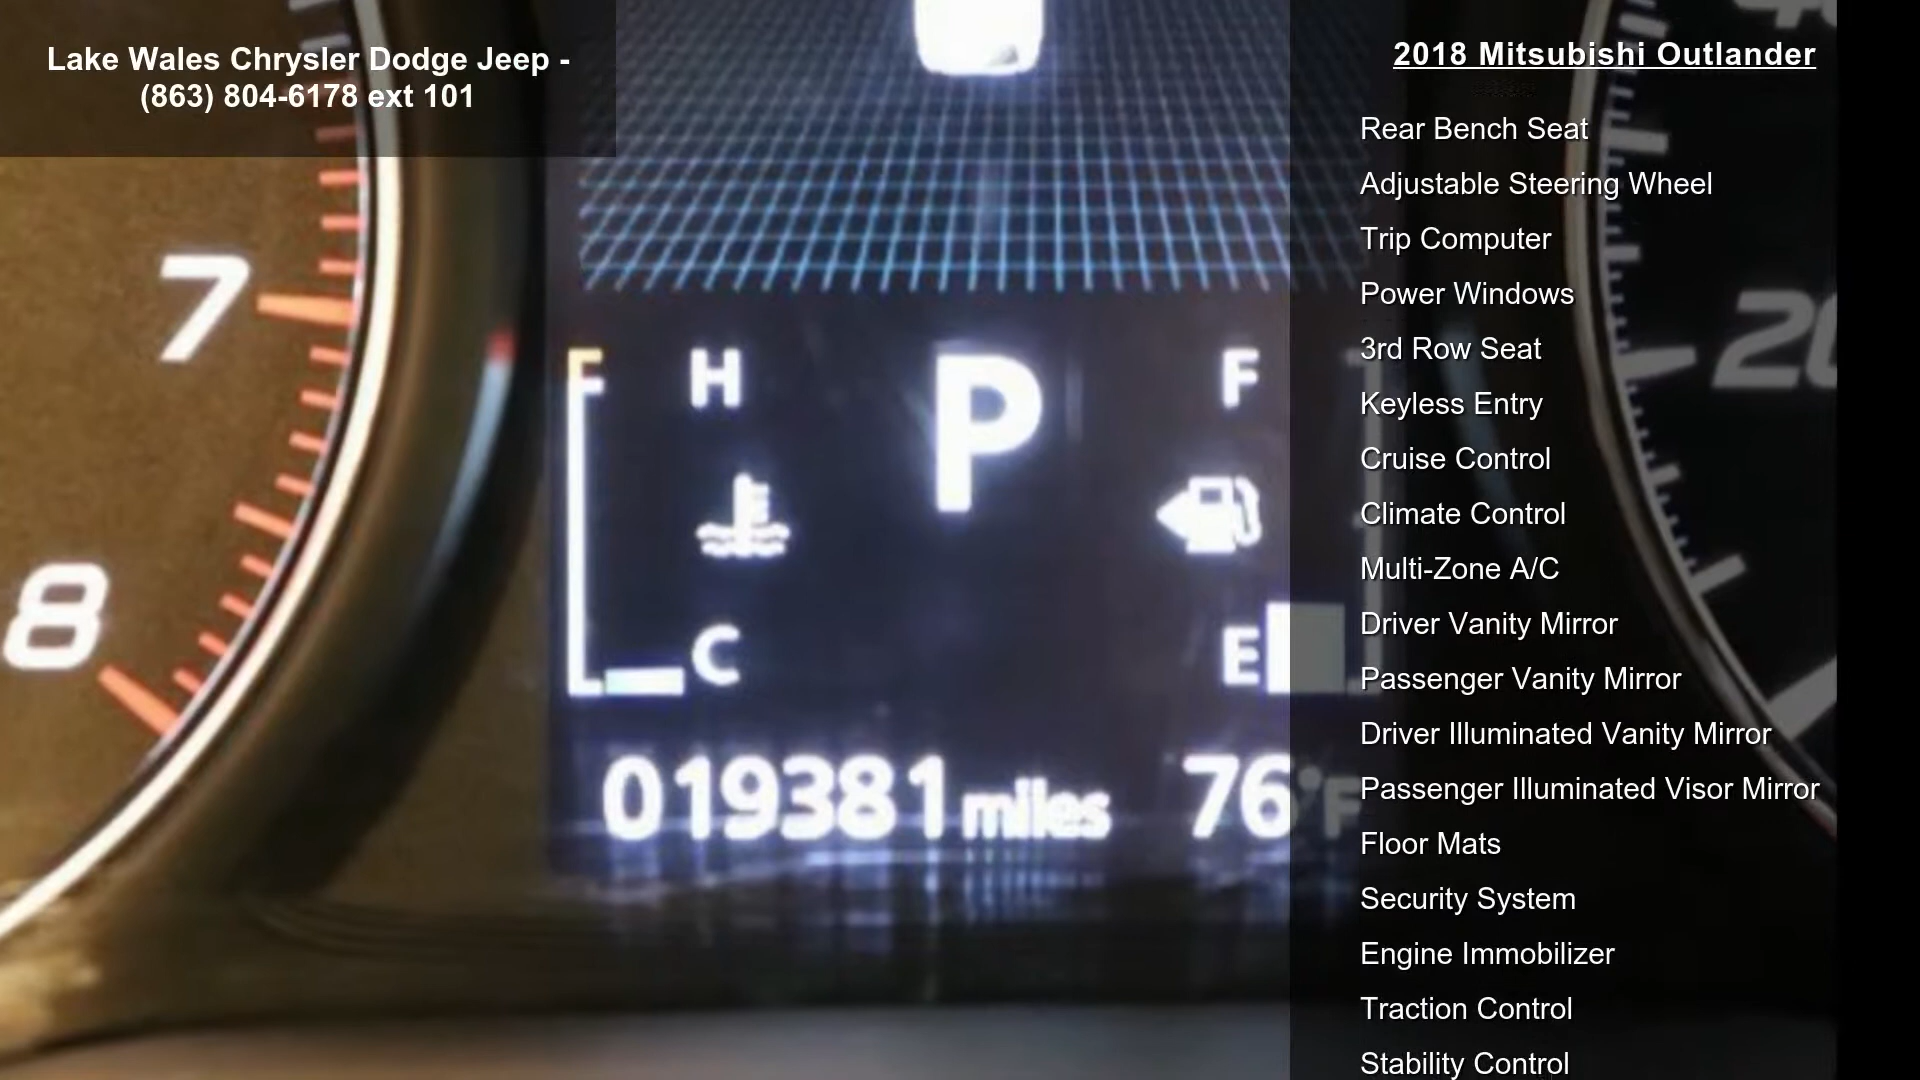 Lake Wales Chrysler Dodge Jeep -
(863) 804-6178 ext 101
2018 Mitsubishi Outlander
Rear Bench Seat
Adjustable Steering Wheel
Trip Computer
Power Windows
3rd Row Seat
Keyless Entry
Cruise Control
Climate Control
Multi-Zone A/C
Driver Vanity Mirror
Passenger Vanity Mirror
Driver Illuminated Vanity Mirror
Passenger Illuminated Visor Mirror
Floor Mats
Security System
Engine Immobilizer
Traction Control
Stability Control
7
8
H
P
F
C
E
019381 miles 76°F
20